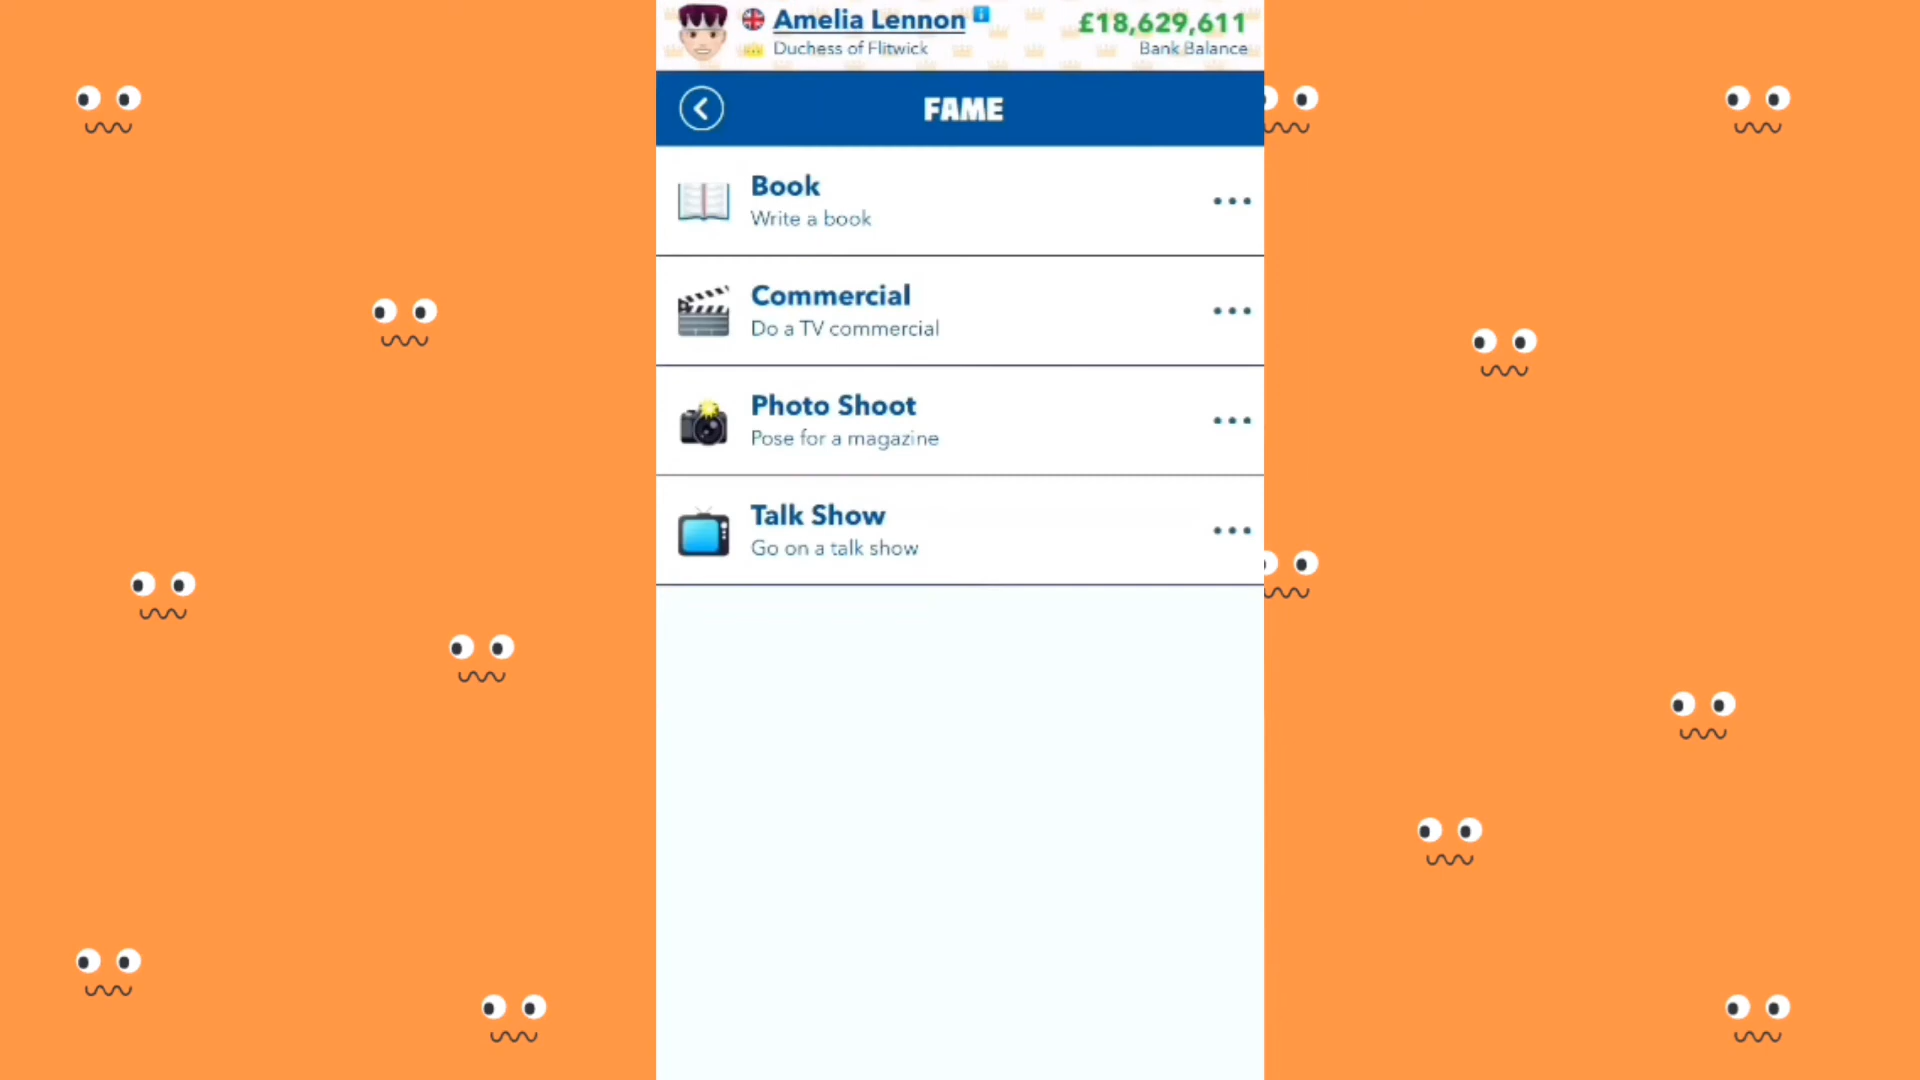 Amelia Lennon
£18,629,611
Duchess of Flitwick
Bank Balance
FAME
Book
Write a book
Commercial
Do a TV commercial
Photo Shoot
Pose for a magazine
Talk Show
Go on a talk show